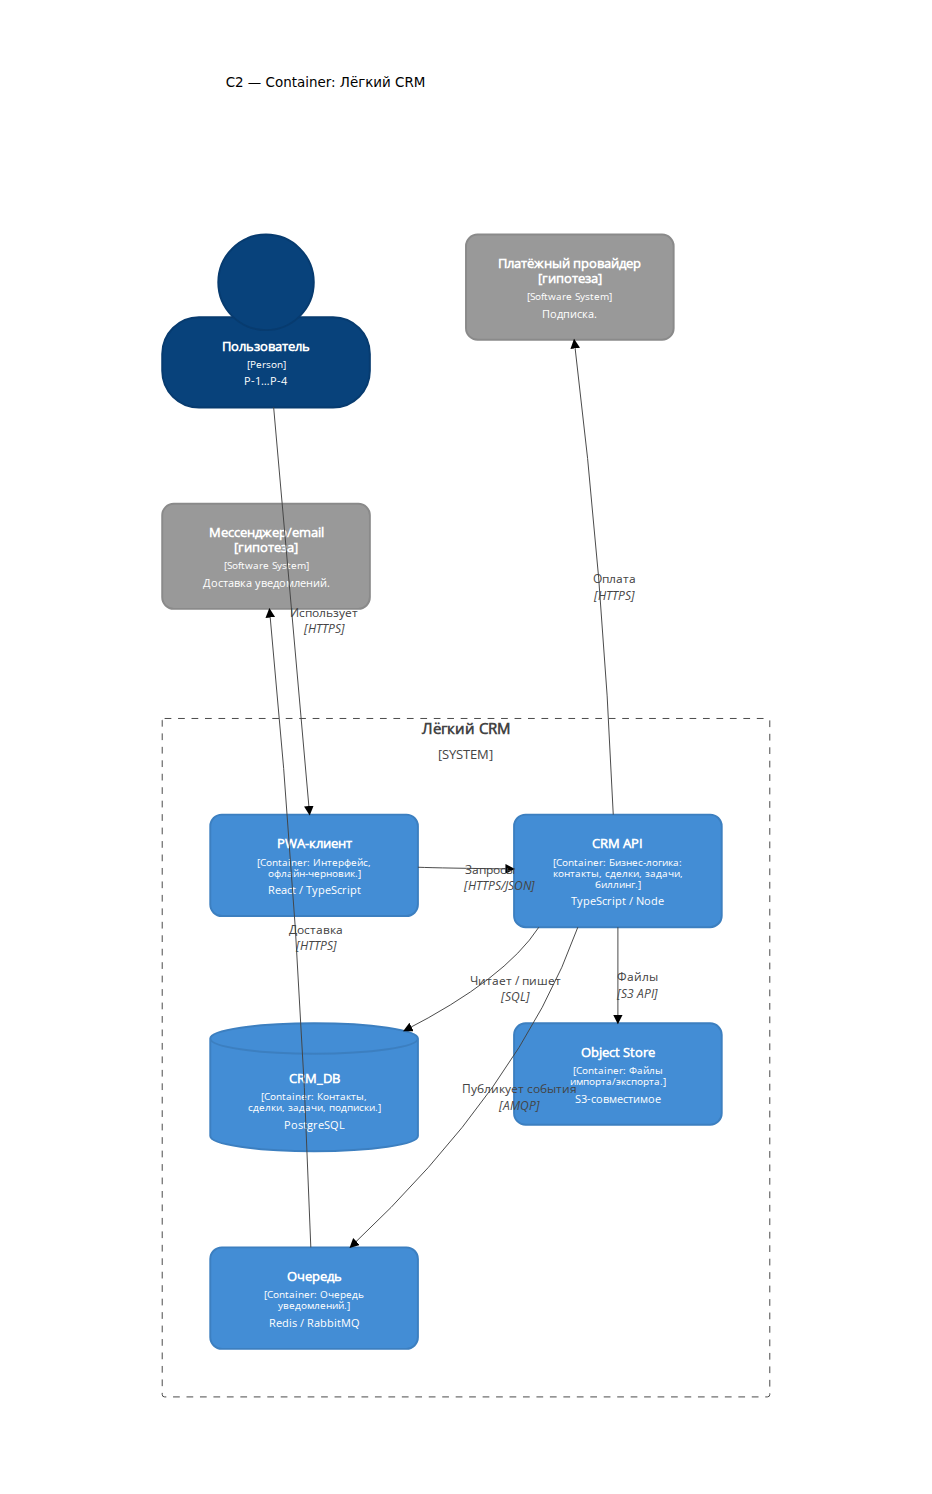 C2 — Container: Лёгкий CRM
Пользователь
[Person]
P-1...P-4
Платёжный провайдер
[гипотеза]
[Software System]
Подписка.
Мессенджер/email
[гипотеза]
[Software System]
Доставка уведомлений.
Использует
[HTTPS]
Оплата
[HTTPS]
Лёгкий CRM
[SYSTEM]
PWA-клиент
[Container: Интерфейс,
офлайн-черновик.]
React / TypeScript
Запросы
[HTTPS/JSON]
CRM API
[Container: Бизнес-логика:
контакты, сделки, задачи,
биллинг.]
TypeScript / Node
Доставка
[HTTPS]
Читает / пишет
[SQL]
Файлы
[S3 API]
CRM_DB
[Container: Контакты,
сделки, задачи, подписки.]
PostgreSQL
Object Store
[Container: Файлы
импорта/экспорта.]
S3-совместимое
Публикует события
[AMQP]
Очередь
[Container: Очередь
уведомлений.]
Redis / RabbitMQ